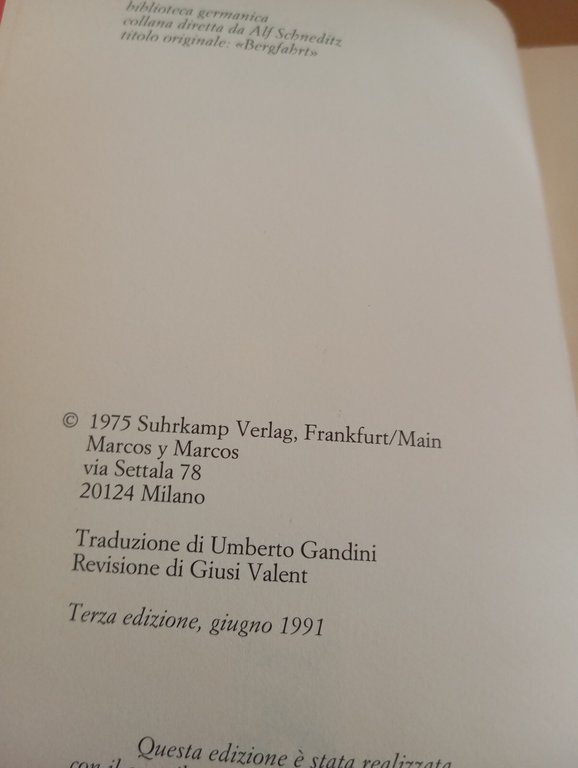 biblioteca germanica
collana diretta da Alf Schneditz
titolo originale: «Bergfahrt»
© 1975 Suhrkamp Verlag, Frankfurt/Main
Marcos y Marcos
via Settala 78
20124 Milano
Traduzione di Umberto Gandini
Revisione di Giusi Valent
Terza edizione, giugno 1991
Questa edizione è stata realizzata
con il